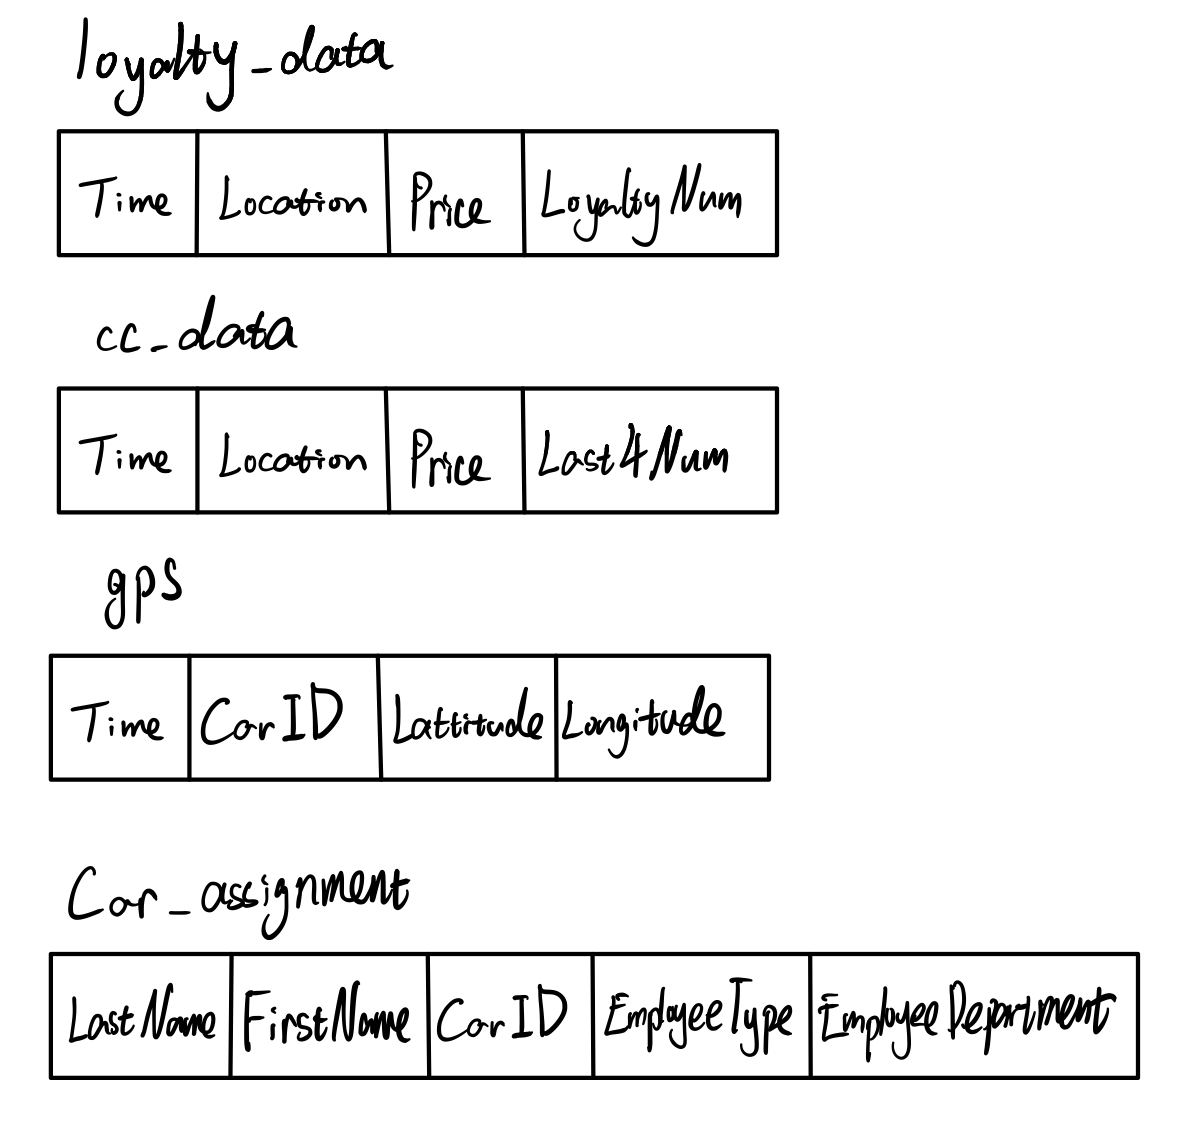 loyalty_data
Time Location Price LoyaltyNum
cc_data
Time Location Price Last4Num
gps
Time CarID Lattitude Longitude
Car_assignment
LastName FirstName CarID EmployeeType EmployeeDepartment